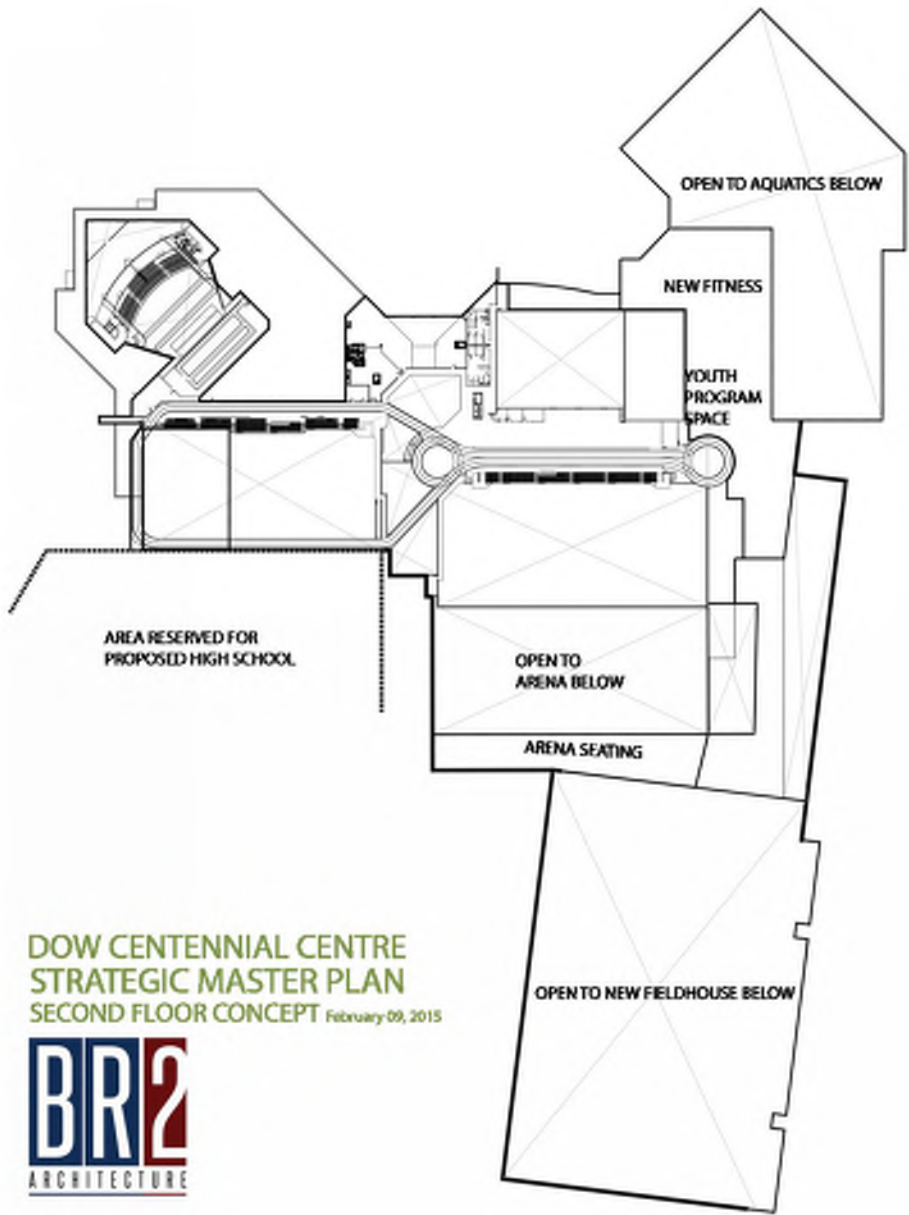 OPEN TO AQUATICS BELOW
NEW FITNESS
YOUTH
PROGRAM
SPACE
AREA RESERVED FOR
PROPOSED HIGH SCHOOL
OPEN TO
ARENA BELOW
ARENA SEATING
OPEN TO NEW FIELDHOUSE BELOW
DOW CENTENNIAL CENTRE
STRATEGIC MASTER PLAN
SECOND FLOOR CONCEPT February 09, 2015
BR2
ARCHITECTURE